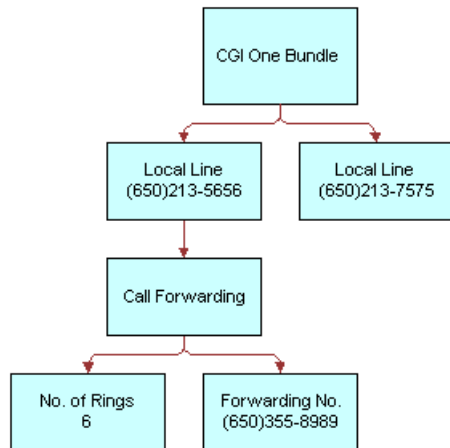 CGI One Bundle
Local Line
(650)213-5656
Local Line
(650)213-7575
Call Forwarding
No. of Rings
6
Forwarding No.
(650)355-8989